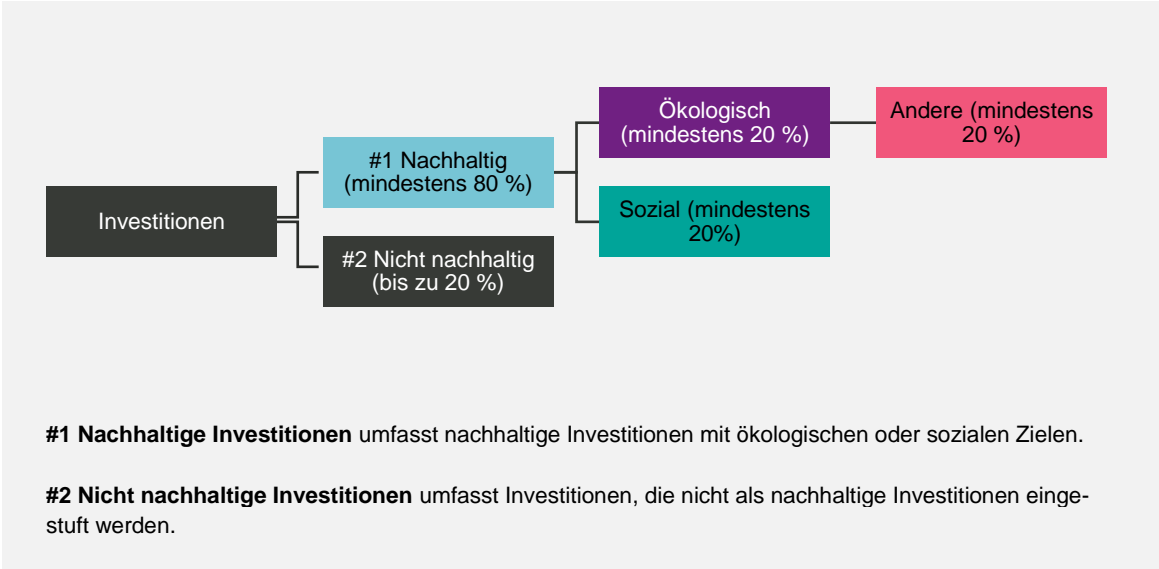 Ökologisch
(mindestens 20 %)
Andere (mindestens
20 %)
#1 Nachhaltig
(mindestens 80 %)
Investitionen
Sozial (mindestens
20%)
#2 Nicht nachhaltig
(bis zu 20 %)
#1 Nachhaltige Investitionen umfasst nachhaltige Investitionen mit ökologischen oder sozialen Zielen.
#2 Nicht nachhaltige Investitionen umfasst Investitionen, die nicht als nachhaltige Investitionen einge-
stuft werden.